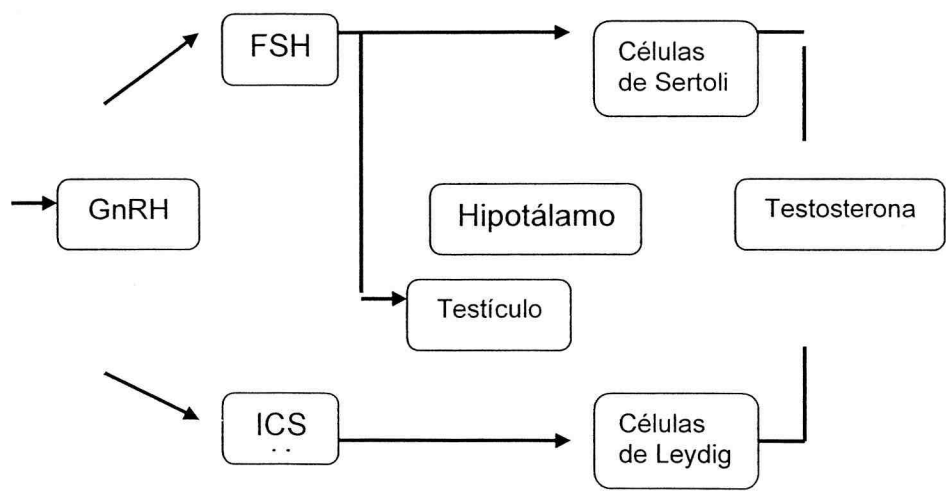 FSH
Células
de Sertoli
GnRH
Hipotálamo
Testosterona
Testículo
ICS
Células
de Leydig